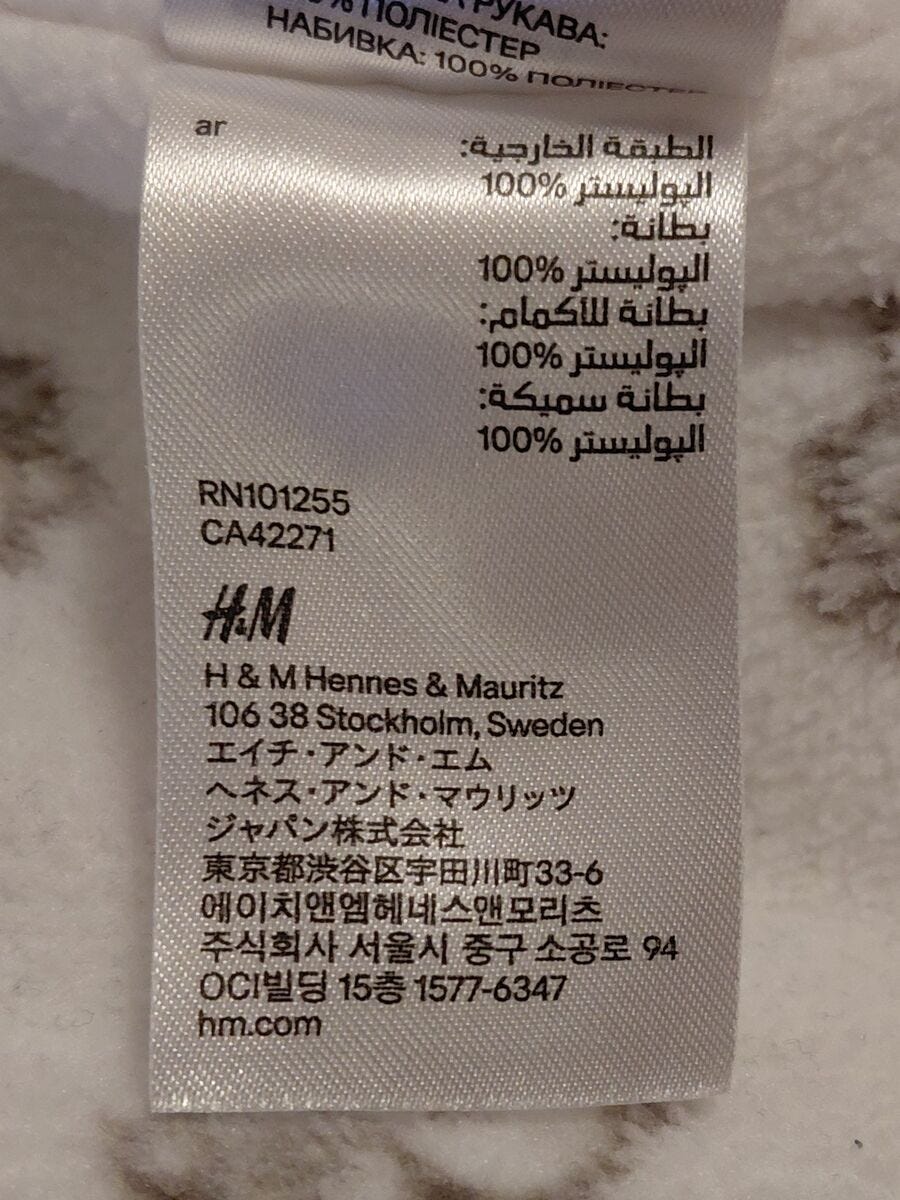 РУКАВА:
% ПОЛІЕСТЕР
НАБИВКА: 100% ПОЛІЕСТЕР
ar
الطبقة الخارجية:
البوليستر %100
بطانة:
البوليستر %100
بطانة للأكمام:
البوليستر %100
بطانة سميكة:
البوليستر %100
RN101255
CA42271
H&M
H & M Hennes & Mauritz
106 38 Stockholm, Sweden
エイチ・アンド・エム
ヘネス・アンド・マウリッツ
ジャパン株式会社
東京都渋谷区宇田川町33-6
에이치앤엠헤네스앤모리츠
주식회사 서울시 중구 소공로 94
OCI빌딩 15층 1577-6347
hm.com